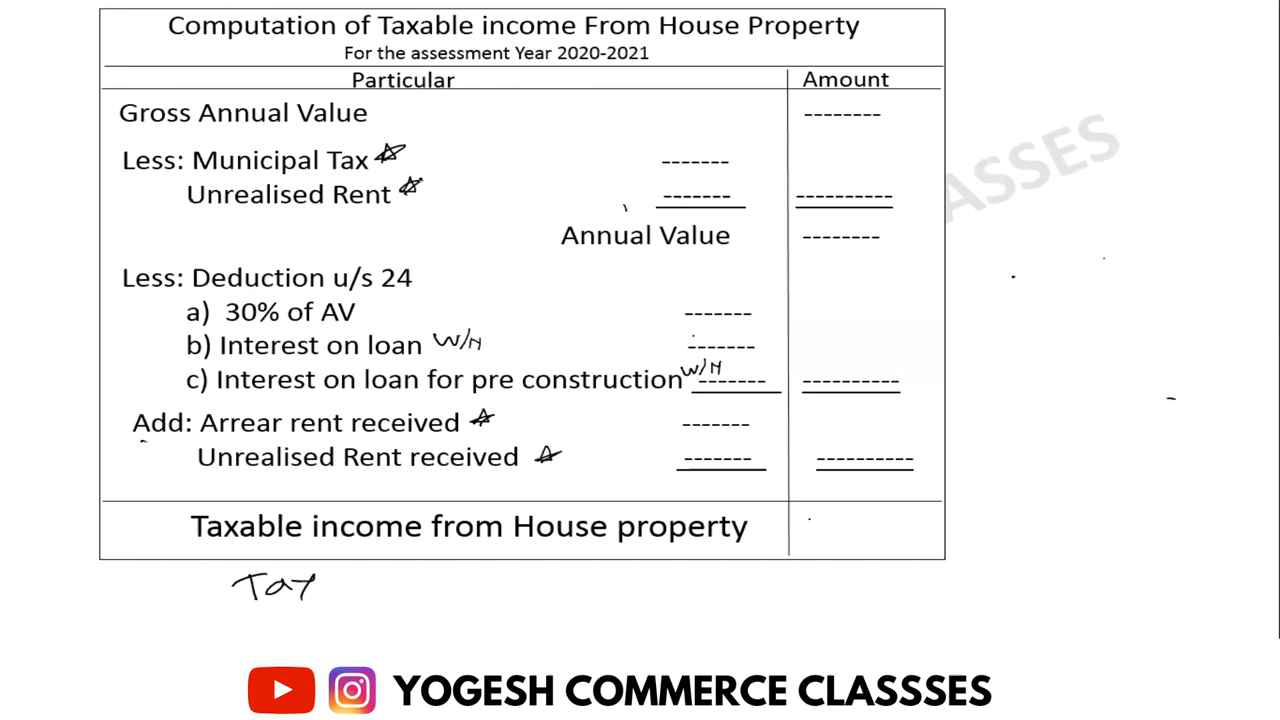 Computation of Taxable income From House Property
For the assessment Year 2020-2021
Particular Amount
Gross Annual Value --------
Less: Municipal Tax -------
Unrealised Rent ------- ----------
Annual Value --------
Less: Deduction u/s 24
a) 30% of AV -------
b) Interest on loan W/N -------
c) Interest on loan for pre construction W/N ------- ----------
Add: Arrear rent received -------
Unrealised Rent received ------- ----------
Taxable income from House property
Tay
ASSES
YOGESH COMMERCE CLASSSES